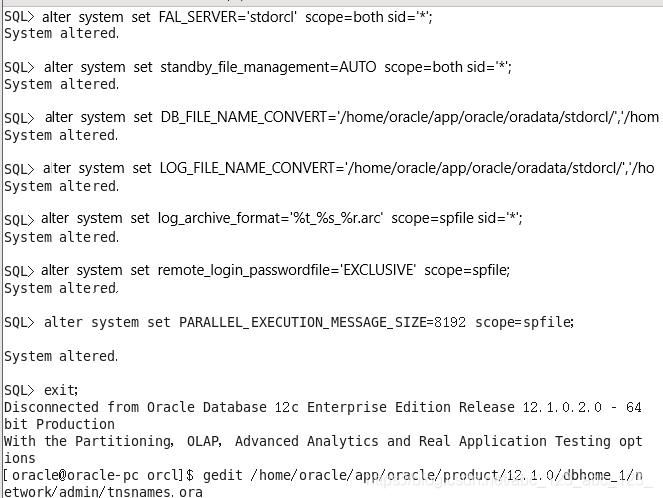 SQL> alter system set FAL_SERVER='stdorcl' scope=both sid='*';
System altered.
SQL> alter system set standby_file_management=AUTO scope=both sid='*';
System altered.
SQL> alter system set DB_FILE_NAME_CONVERT='/home/oracle/app/oracle/oradata/stdorcl/','/hom
System altered.
SQL> alter system set LOG_FILE_NAME_CONVERT='/home/oracle/app/oracle/oradata/stdorcl/','/ho
System altered.
SQL> alter system set log_archive_format='%t_%s_%r.arc' scope=spfile sid='*';
System altered.
SQL> alter system set remote_login_passwordfile='EXCLUSIVE' scope=spfile;
System altered.
SQL> alter system set PARALLEL_EXECUTION_MESSAGE_SIZE=8192 scope=spfile;
System altered.
SQL> exit;
Disconnected from Oracle Database 12c Enterprise Edition Release 12.1.0.2.0 - 64
bit Production
With the Partitioning, OLAP, Advanced Analytics and Real Application Testing opt
ions
[oracle@oracle-pc orcl]$ gedit /home/oracle/app/oracle/product/12.1.0/dbhome_1/n
etwork/admin/tnsnames.ora